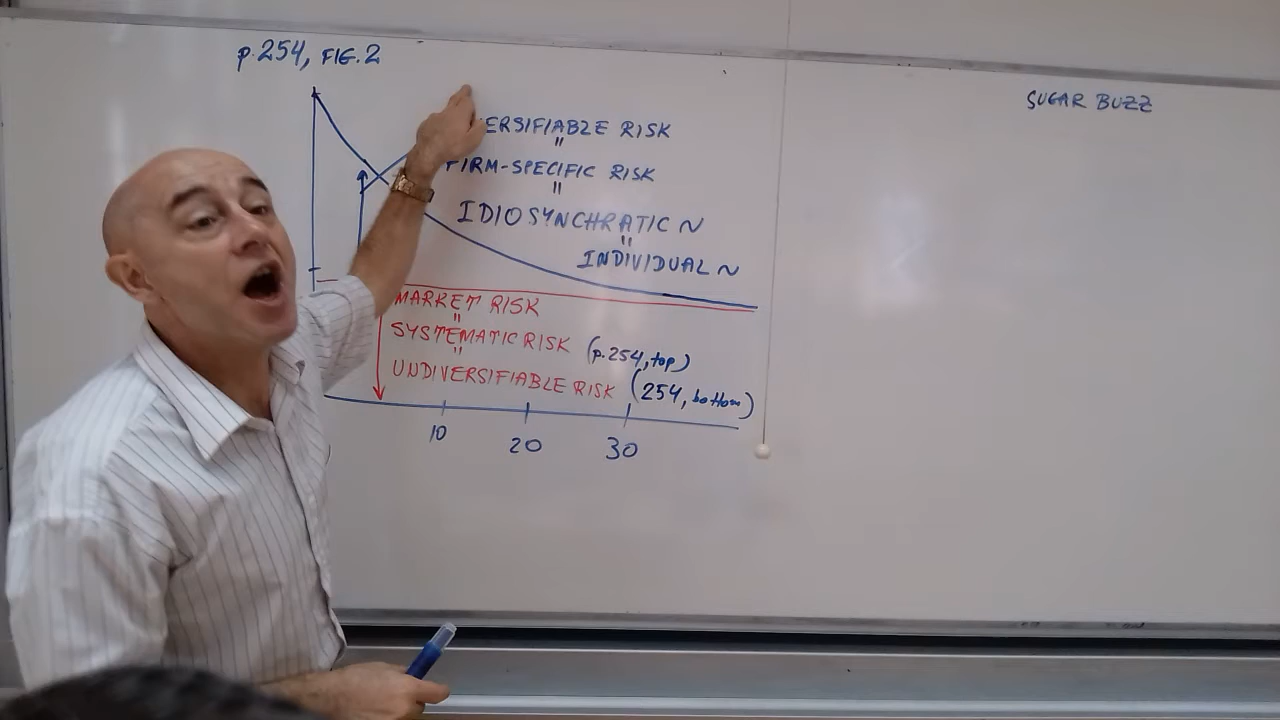 p.254, FIG.2
SUGAR BUZZ
ERSIFIABLE RISK
"
FIRM-SPECIFIC RISK
"
IDIOSYNCHRATIC ~
"
INDIVIDUAL ~
MARKET RISK
"
SYSTEMATIC RISK (p.254, top)
"
UNDIVERSIFIABLE RISK (254, bottom)
10 20 30